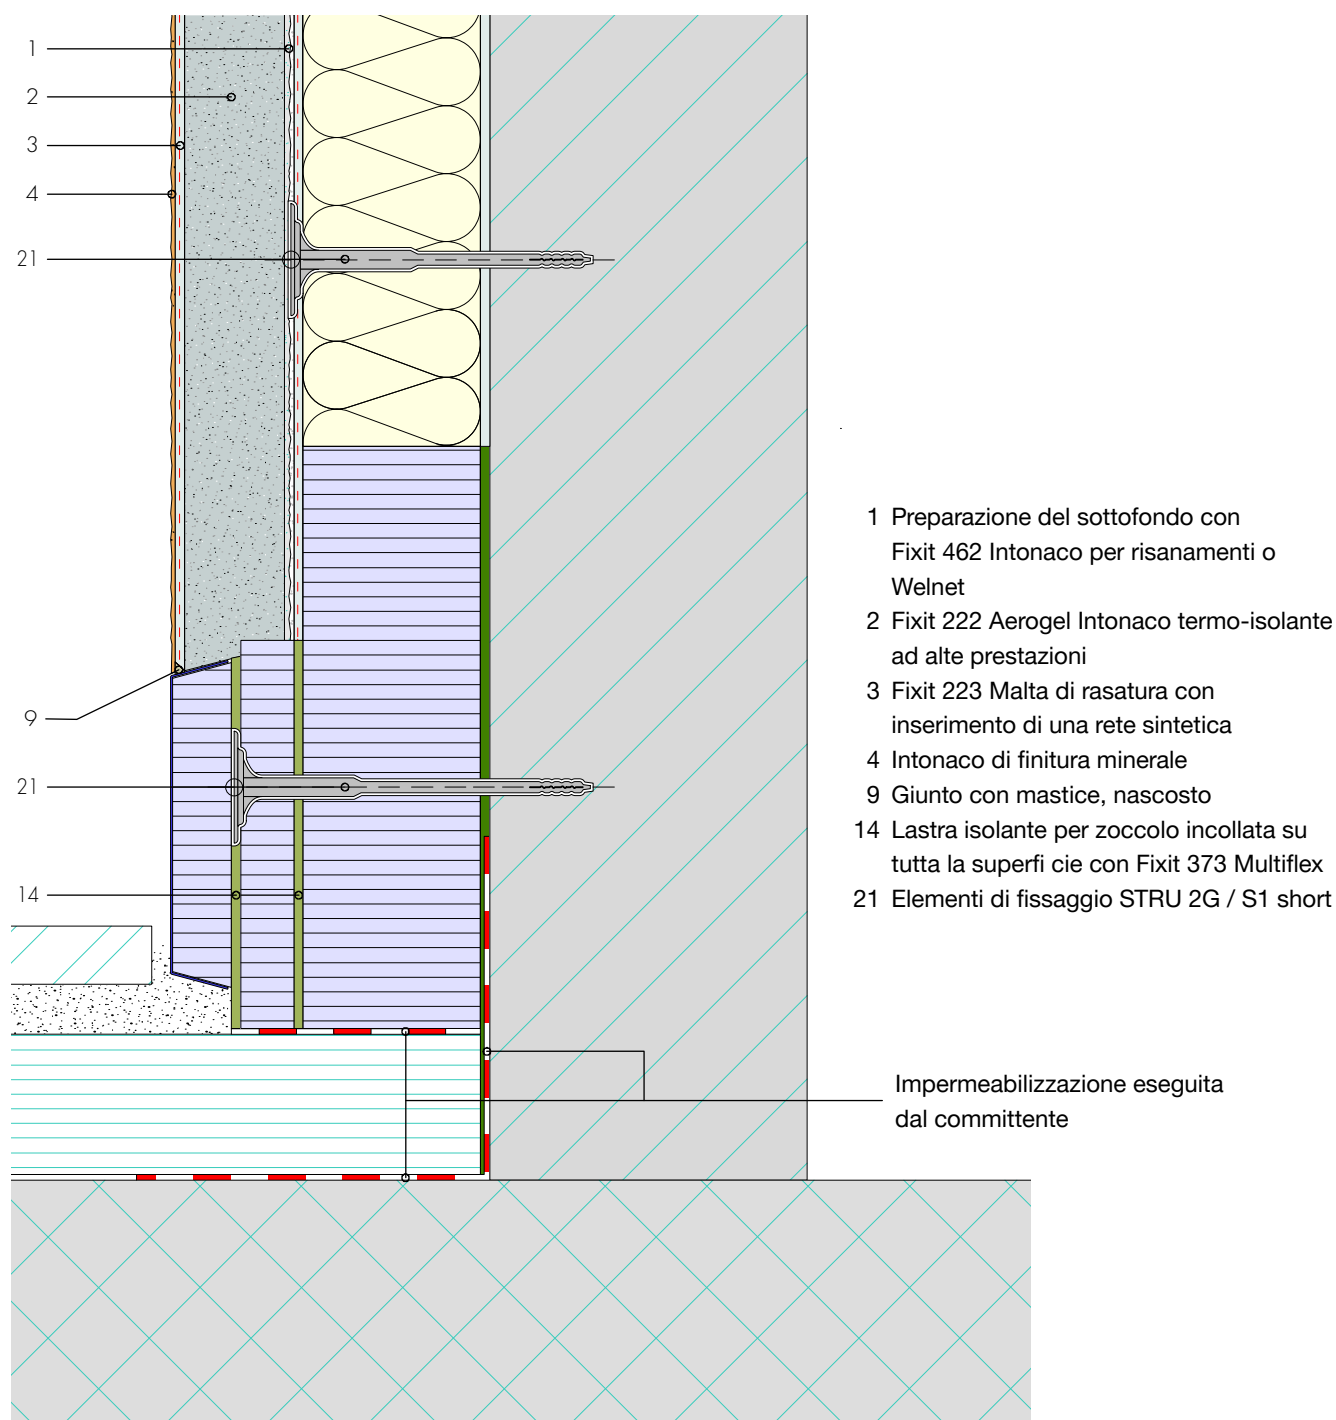 1
2
3
4
21
9
21
14
1 Preparazione del sottofondo con
Fixit 462 Intonaco per risanamenti o
Welnet
2 Fixit 222 Aerogel Intonaco termo-isolante
ad alte prestazioni
3 Fixit 223 Malta di rasatura con
inserimento di una rete sintetica
4 Intonaco di finitura minerale
9 Giunto con mastice, nascosto
14 Lastra isolante per zoccolo incollata su
tutta la superfi cie con Fixit 373 Multiflex
21 Elementi di fissaggio STRU 2G / S1 short
Impermeabilizzazione eseguita
dal committente